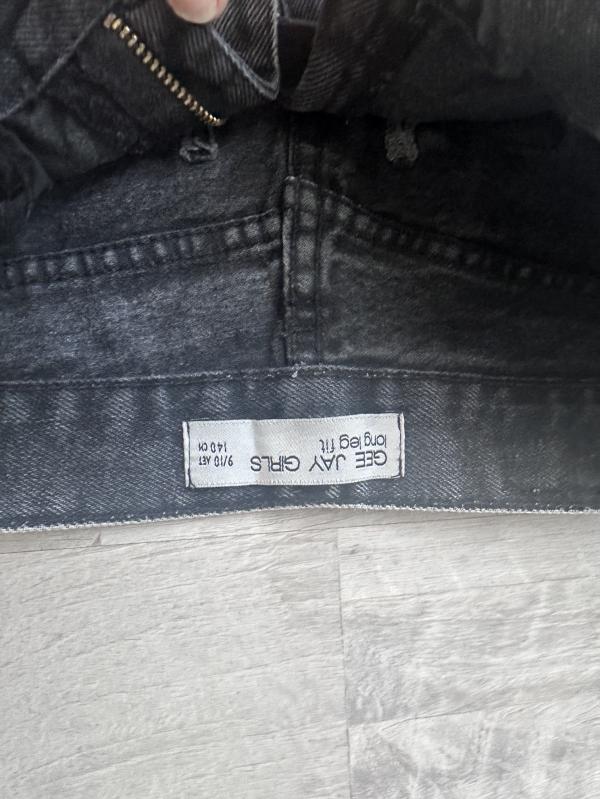 GEE JAY GIRLS
long leg fit
9/10 ЛЕТ
140 СМ